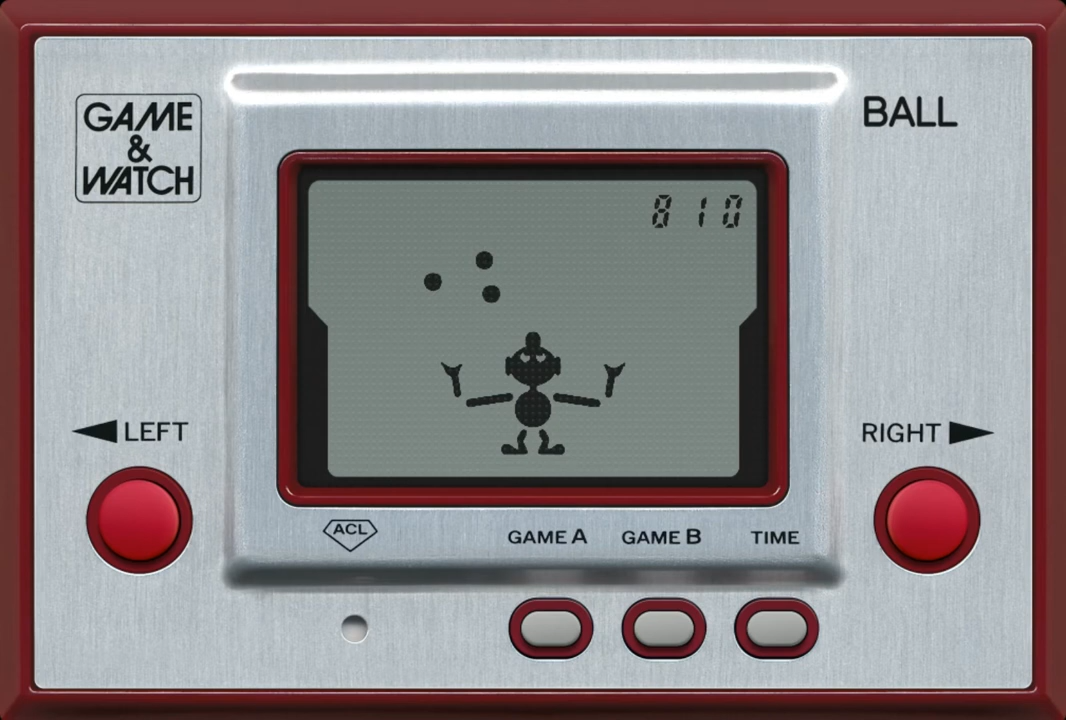 GAME
&
WATCH
BALL
810
LEFT
RIGHT
ACL
GAME A
GAME B
TIME